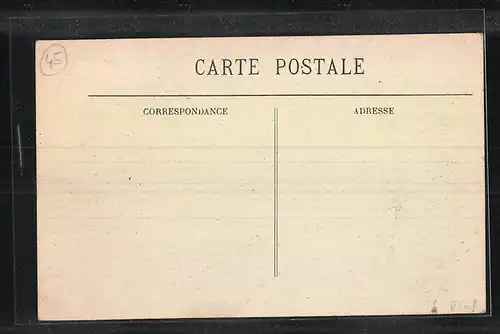 45
CARTE POSTALE
CORRESPONDANCE
ADRESSE